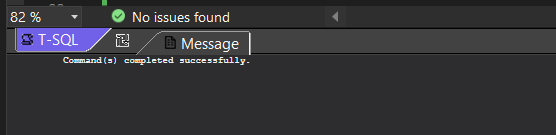 82 % No issues found
T-SQL Message
Command(s) completed successfully.